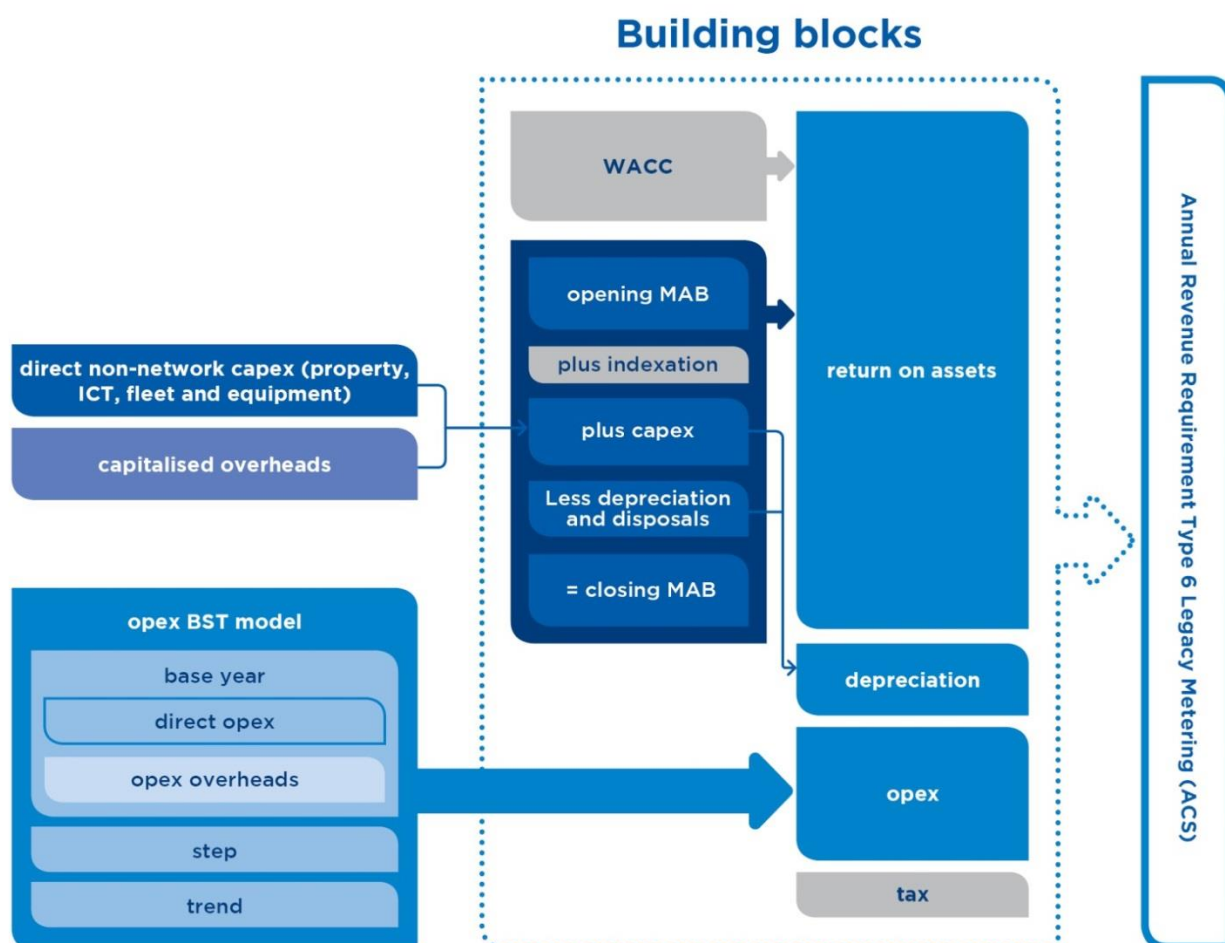 Building blocks
WACC
opening MAB
plus indexation
plus capex
Less depreciation
and disposals
= closing MAB
direct non-network capex (property,
ICT, fleet and equipment)
capitalised overheads
opex BST model
base year
direct opex
opex overheads
step
trend
return on assets
depreciation
opex
tax
Annual Revenue Requirement Type 6 Legacy Metering (ACS)